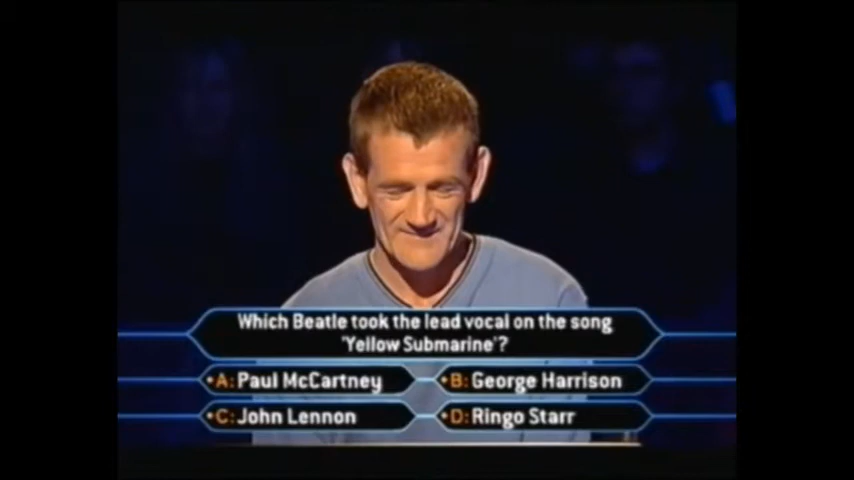 Which Beatle took the lead vocal on the song
'Yellow Submarine'?
A: Paul McCartney
B: George Harrison
C: John Lennon
D: Ringo Starr